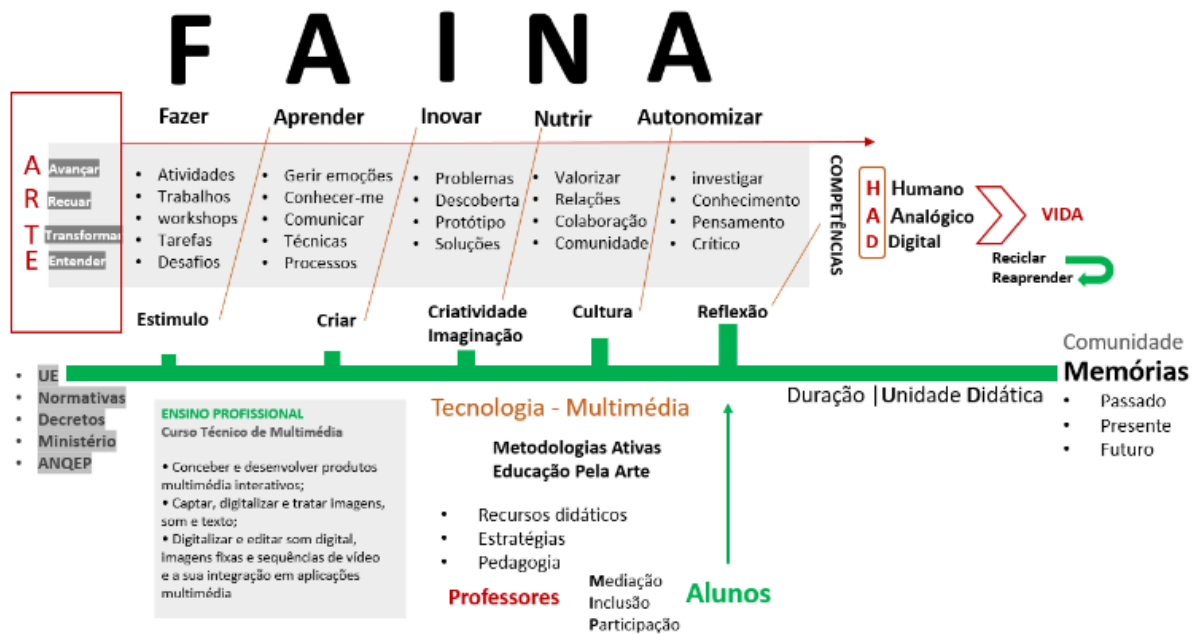 F A I N A
Fazer
Aprender
Inovar
Nutrir
Autonomizar
A Avançar
R Recuar
T Transformar
E Entender
• Atividades
• Trabalhos
• workshops
• Tarefas
• Desafios
• Gerir emoções
• Conhecer-me
• Comunicar
• Técnicas
• Processos
• Problemas
• Descoberta
• Protótipo
• Soluções
• Valorizar
• Relações
• Colaboração
• Comunidade
• investigar
• Conhecimento
• Pensamento
• Crítico
COMPETÊNCIAS
H Humano
A Analógico
D Digital
VIDA
Reciclar
Reaprender
Estimulo
Criar
Criatividade
Imaginação
Cultura
Reflexão
• UE
• Normativas
• Decretos
• Ministério
• ANQEP
ENSINO PROFISSIONAL
Curso Técnico de Multimédia
• Conceber e desenvolver produtos
multimédia interativos;
• Captar, digitalizar e tratar imagens,
som e texto;
• Digitalizar e editar som digital,
imagens fixas e sequências de vídeo
e a sua integração em aplicações
multimédia
Tecnologia - Multimédia
Metodologias Ativas
Educação Pela Arte
• Recursos didáticos
• Estratégias
• Pedagogia
Professores
Mediação
Inclusão
Participação
Alunos
Duração |Unidade Didática
Comunidade
Memórias
• Passado
• Presente
• Futuro